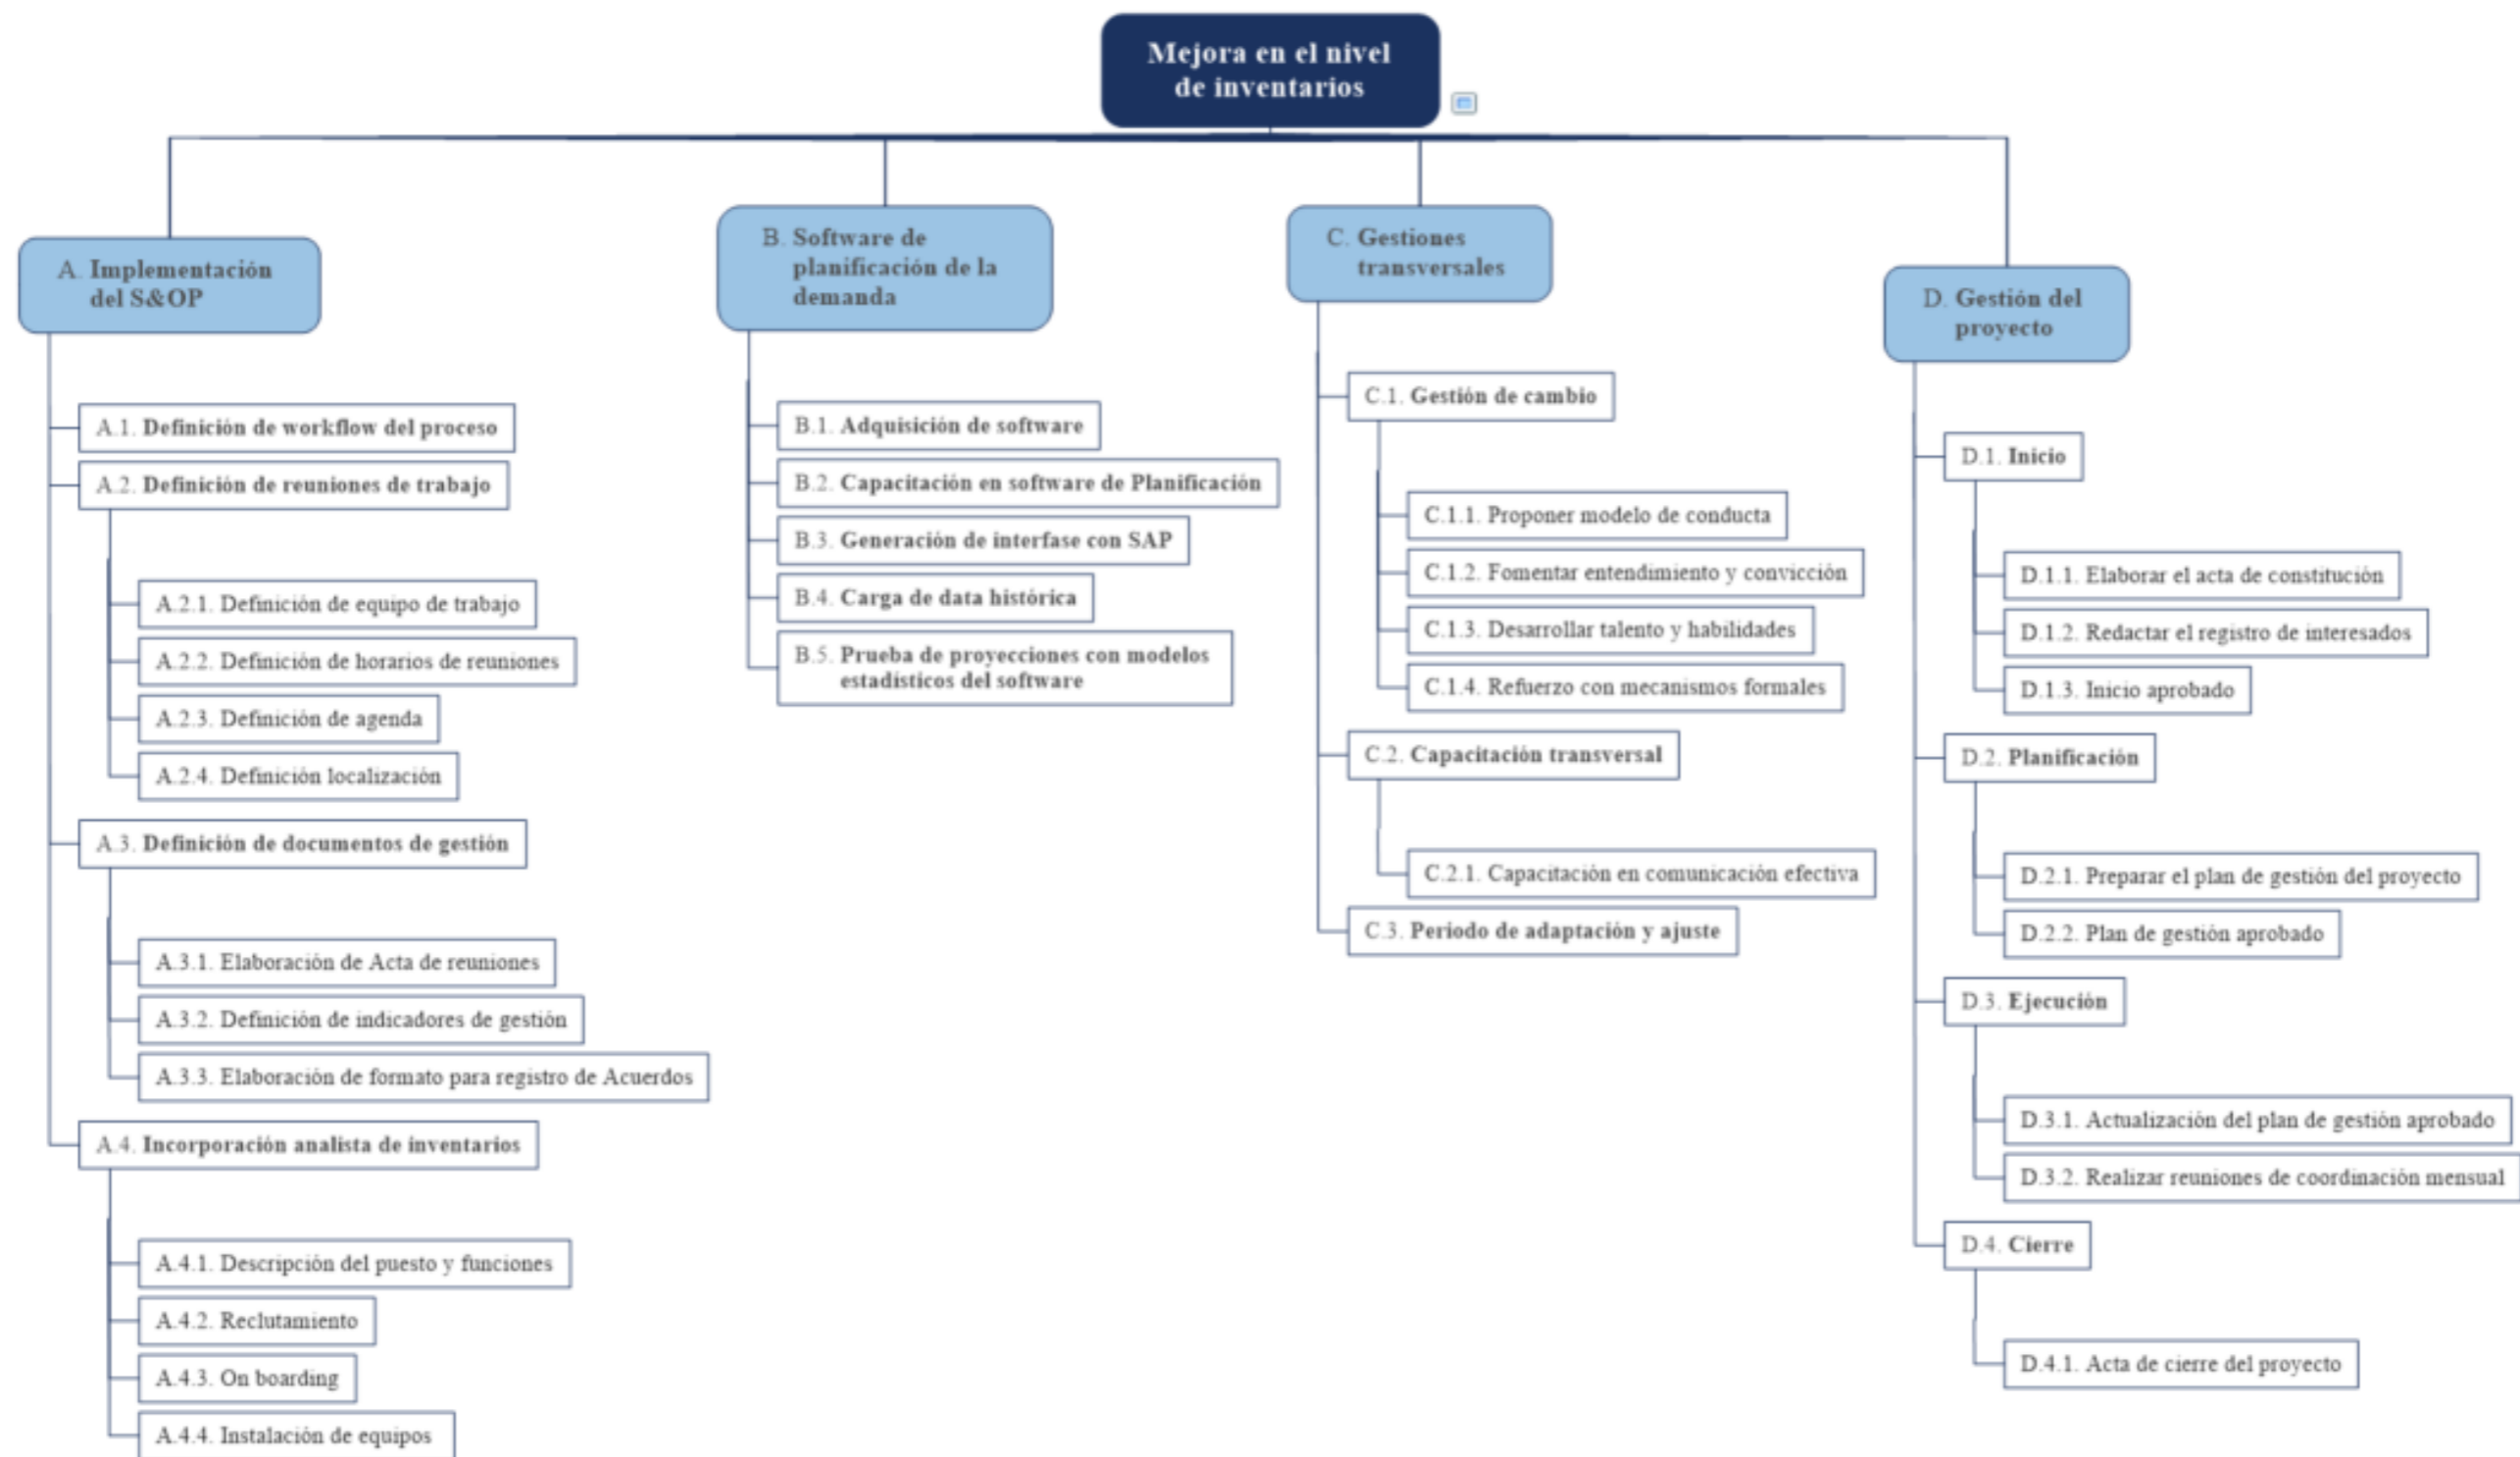 Mejora en el nivel
de inventarios
A. Implementación
del S&OP
A.1. Definición de workflow del proceso
A.2. Definición de reuniones de trabajo
A.2.1. Definición de equipo de trabajo
A.2.2. Definición de horarios de reuniones
A.2.3. Definición de agenda
A.2.4. Definición localización
A.3. Definición de documentos de gestión
A.3.1. Elaboración de Acta de reuniones
A.3.2. Definición de indicadores de gestión
A.3.3. Elaboración de formato para registro de Acuerdos
A.4. Incorporación analista de inventarios
A.4.1. Descripción del puesto y funciones
A.4.2. Reclutamiento
A.4.3. On boarding
A.4.4. Instalación de equipos
B. Software de
planificación de la
demanda
B.1. Adquisición de software
B.2. Capacitación en software de Planificación
B.3. Generación de interfase con SAP
B.4. Carga de data histórica
B.5. Prueba de proyecciones con modelos
estadísticos del software
C. Gestiones
transversales
C.1. Gestión de cambio
C.1.1. Proponer modelo de conducta
C.1.2. Fomentar entendimiento y convicción
C.1.3. Desarrollar talento y habilidades
C.1.4. Refuerzo con mecanismos formales
C.2. Capacitación transversal
C.2.1. Capacitación en comunicación efectiva
C.3. Periodo de adaptación y ajuste
D. Gestión del
proyecto
D.1. Inicio
D.1.1. Elaborar el acta de constitución
D.1.2. Redactar el registro de interesados
D.1.3. Inicio aprobado
D.2. Planificación
D.2.1. Preparar el plan de gestión del proyecto
D.2.2. Plan de gestión aprobado
D.3. Ejecución
D.3.1. Actualización del plan de gestión aprobado
D.3.2. Realizar reuniones de coordinación mensual
D.4. Cierre
D.4.1. Acta de cierre del proyecto